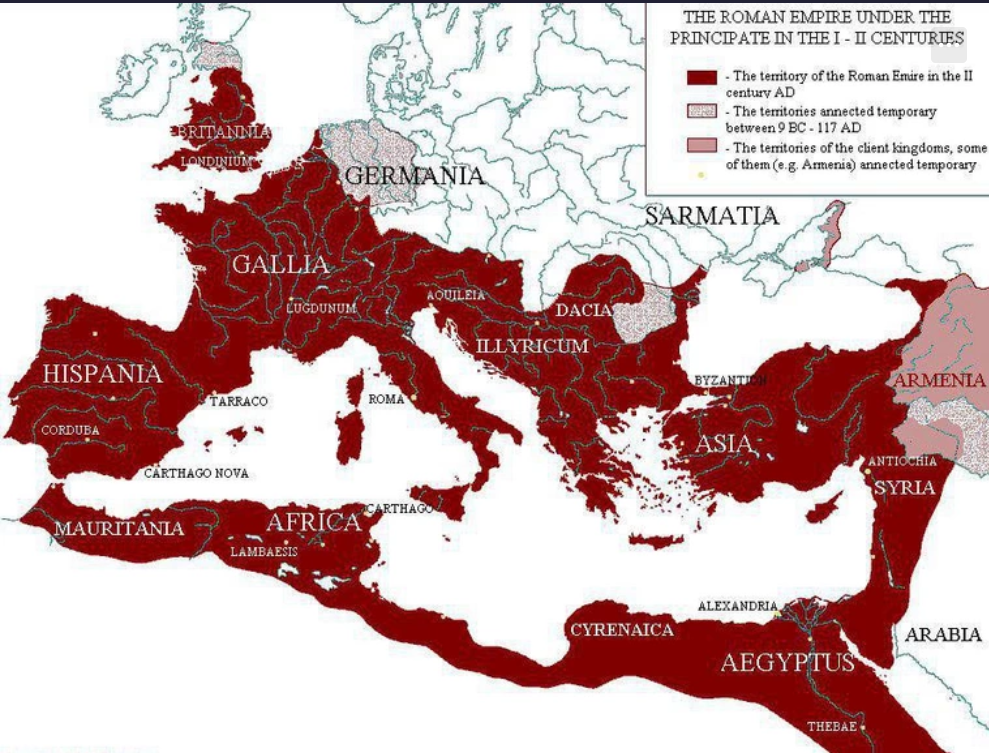 THE ROMAN EMPIRE UNDER THE
PRINCIPATE IN THE I - II CENTURIES
- The territory of the Roman Emire in the II
century AD
- The territories annected temporary
between 9 BC - 117 AD
- The territories of the client kingdoms, some
of them (e.g. Armenia) annected temporary
BRITANNIA
LONDINIUM
GERMANIA
SARMATIA
GALLIA
LUGDUNUM
AQUILEIA
DACIA
ILLYRICUM
HISPANIA
TARRACO
ROMA
BYZANTION
ARMENIA
CORDUBA
ASIA
CARTHAGO NOVA
ANTIOCHIA
SYRIA
MAURITANIA
AFRICA
CARTHAGO
LAMBAESIS
ALEXANDRIA
CYRENAICA
ARABIA
AEGYPTUS
THEBAE